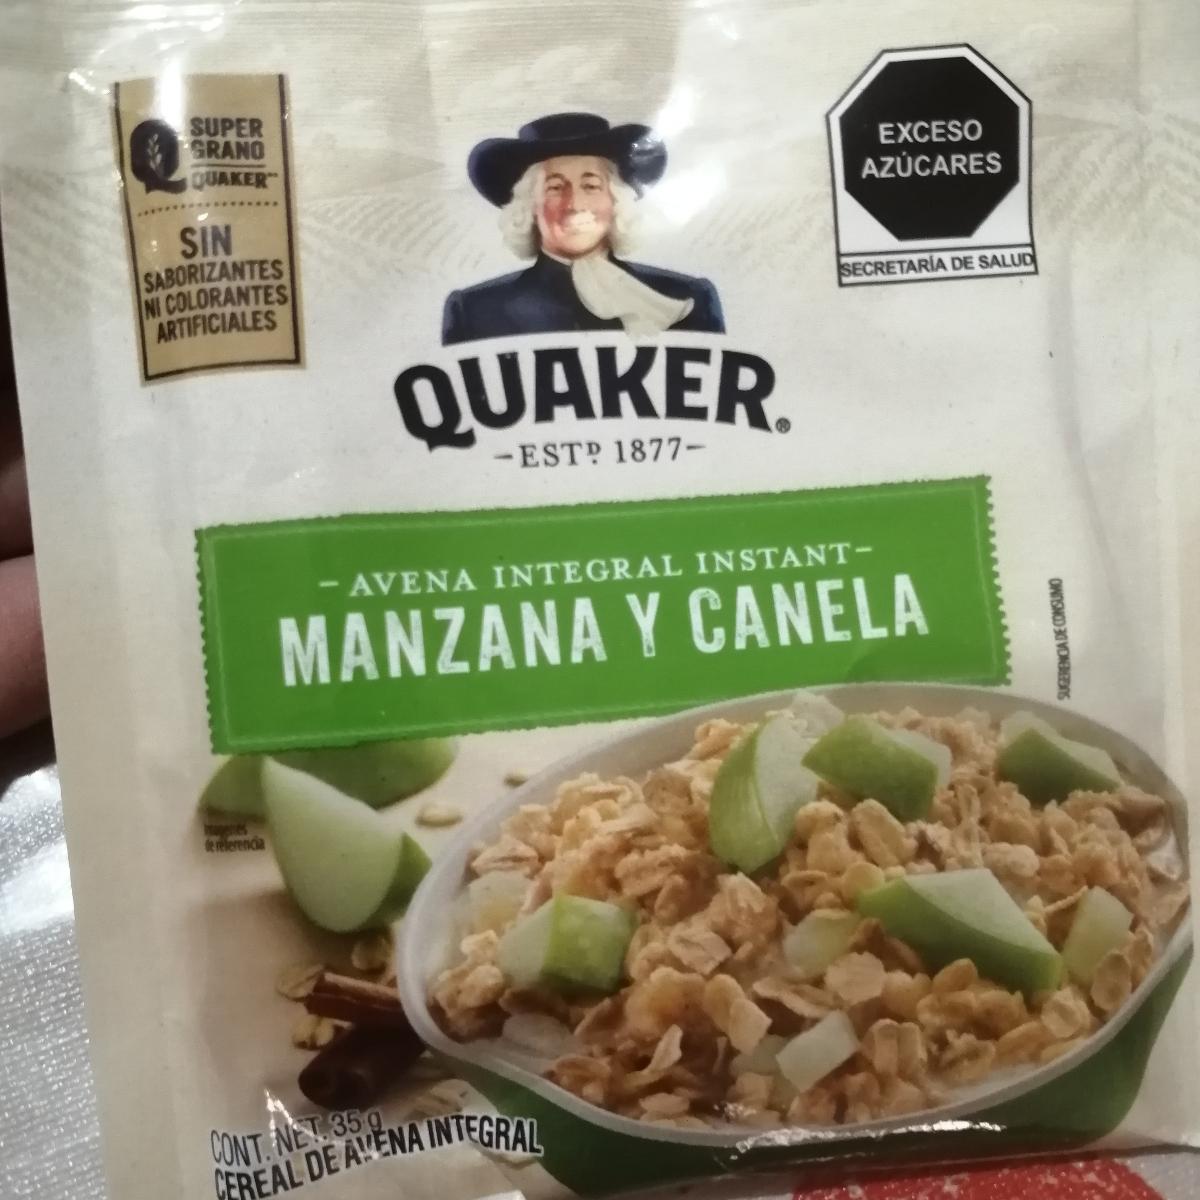 SUPER
GRANO
QUAKER
SIN
SABORIZANTES
NI COLORANTES
ARTIFICIALES
EXCESO
AZÚCARES
SECRETARÍA DE SALUD
QUAKER®
-ESTD 1877-
- AVENA INTEGRAL INSTANT -
MANZANA Y CANELA
SUGERENCIA DE CONSUMO
Imágenes
de referencia
CONT. NET. 35 g
CEREAL DE AVENA INTEGRAL